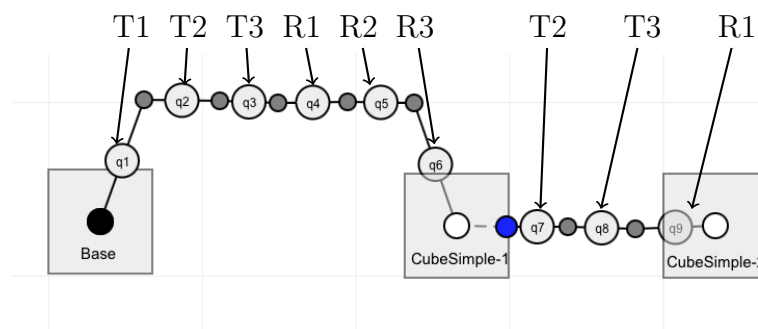 T1 T2 T3 R1 R2 R3 T2 T3 R1
q2 q3 q4 q5
q1 q6
q7 q8 q9
Base CubeSimple-1 CubeSimple-